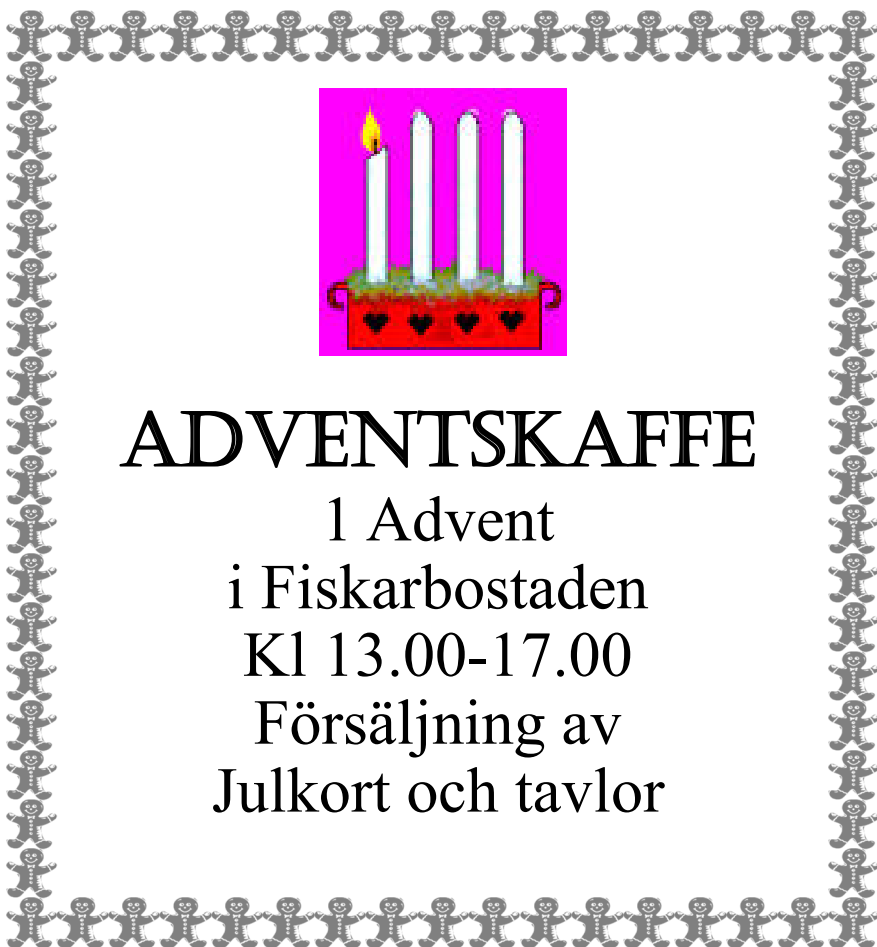 ADVENTSKAFFE
1 Advent
i Fiskarbostaden
Kl 13.00-17.00
Försäljning av
Julkort och tavlor